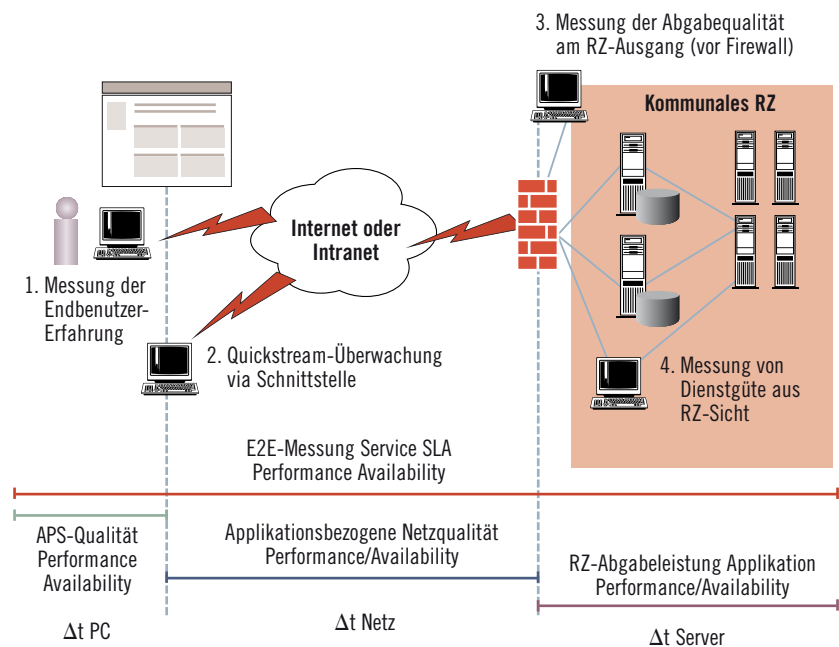 3. Messung der Abgabequalität
am RZ-Ausgang (vor Firewall)
Kommunales RZ
Internet oder
Intranet
1. Messung der
Endbenutzer-
Erfahrung
2. Quickstream-Überwachung
via Schnittstelle
4. Messung von
Dienstgüte aus
RZ-Sicht
E2E-Messung Service SLA
Performance Availability
APS-Qualität
Performance
Availability
Applikationsbezogene Netzqualität
Performance/Availability
RZ-Abgabeleistung Applikation
Performance/Availability
Δt PC
Δt Netz
Δt Server